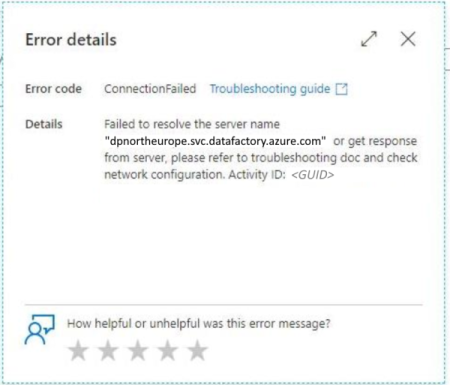 Error details
Error code ConnectionFailed Troubleshooting guide
Details Failed to resolve the server name
"dpnortheurope.svc.datafactory.azure.com" or get response
from server, please refer to troubleshooting doc and check
network configuration. Activity ID: <GUID>
How helpful or unhelpful was this error message?